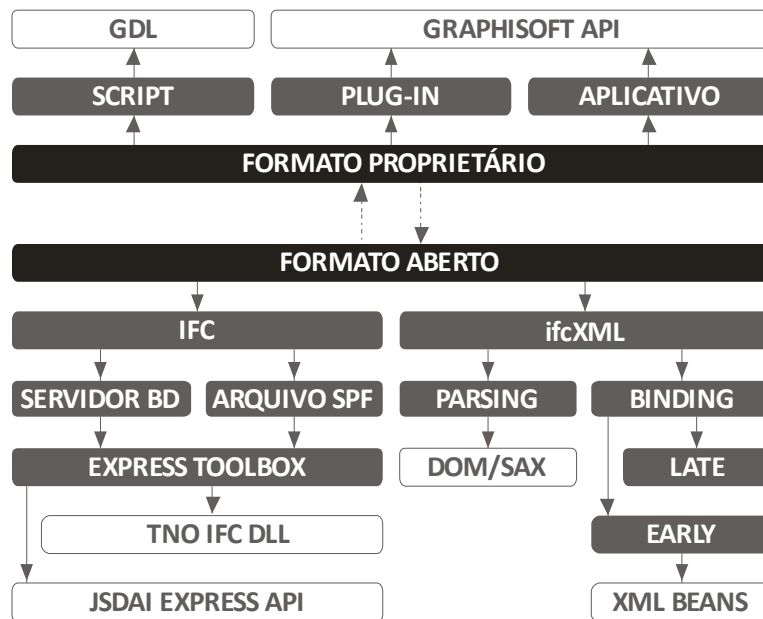 GDL
GRAPHISOFT API
SCRIPT
PLUG-IN
APLICATIVO
FORMATO PROPRIETÁRIO
FORMATO ABERTO
IFC
ifcXML
SERVIDOR BD
ARQUIVO SPF
PARSING
BINDING
EXPRESS TOOLBOX
DOM/SAX
LATE
TNO IFC DLL
EARLY
JSDAI EXPRESS API
XML BEANS